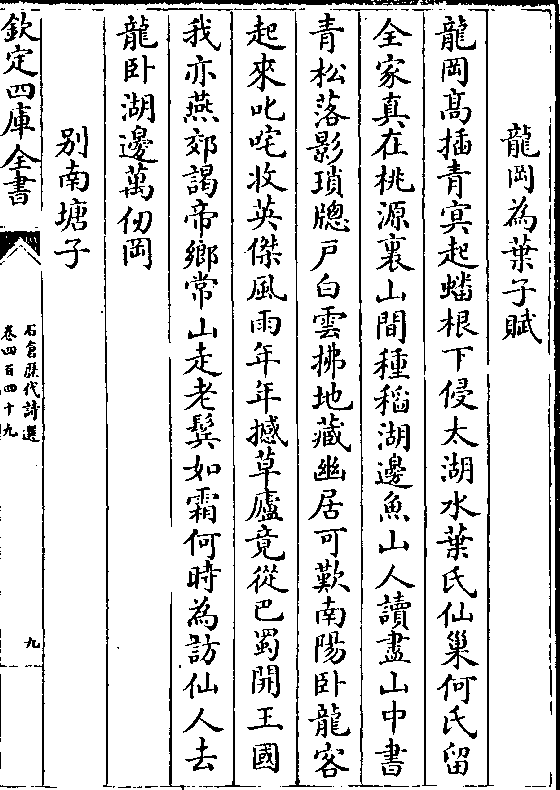 龍岡為葉子賦
龍岡髙插青㝠起蟠根下侵太湖水葉氏仙巢何氏留
全家真在桃源裏山間種稻湖邊魚山人讀盡山中書
青松落影瑣牕戶白雲拂地藏幽居可歎南陽卧龍客
起來叱咤收英傑風雨年年撼草廬竟從巴蜀開王國
我亦燕郊謁帝鄉常山走老鬂如霜何時為訪仙人去
龍卧湖邊萬仞岡
别南塘子
欽定四庫全書
石倉歷代詩選
卷四百四十九
九